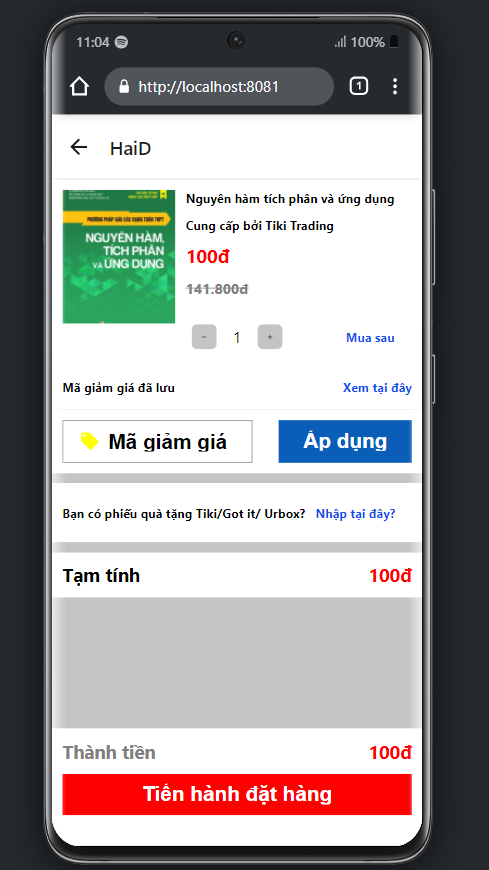 11:04 100%
http://localhost:8081 1
HaiD
PHƯƠNG PHÁP GIẢI CÁC DẠNG TOÁN THPT
NGUYÊN HÀM,
TÍCH PHÂN
VÀ ỨNG DỤNG
Nguyên hàm tích phân và ứng dụng
Cung cấp bởi Tiki Trading
100đ
141.800đ
- 1 + Mua sau
Mã giảm giá đã lưu Xem tại đây
Mã giảm giá Áp dụng
Bạn có phiếu quà tặng Tiki/Got it/ Urbox? Nhập tại đây?
Tạm tính 100đ
Thành tiền 100đ
Tiến hành đặt hàng